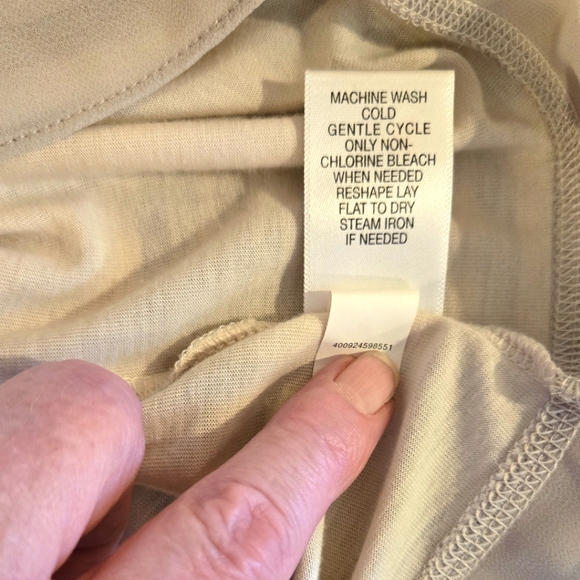 MACHINE WASH
COLD
GENTLE CYCLE
ONLY NON-
CHLORINE BLEACH
WHEN NEEDED
RESHAPE LAY
FLAT TO DRY
STEAM IRON
IF NEEDED
400924598551